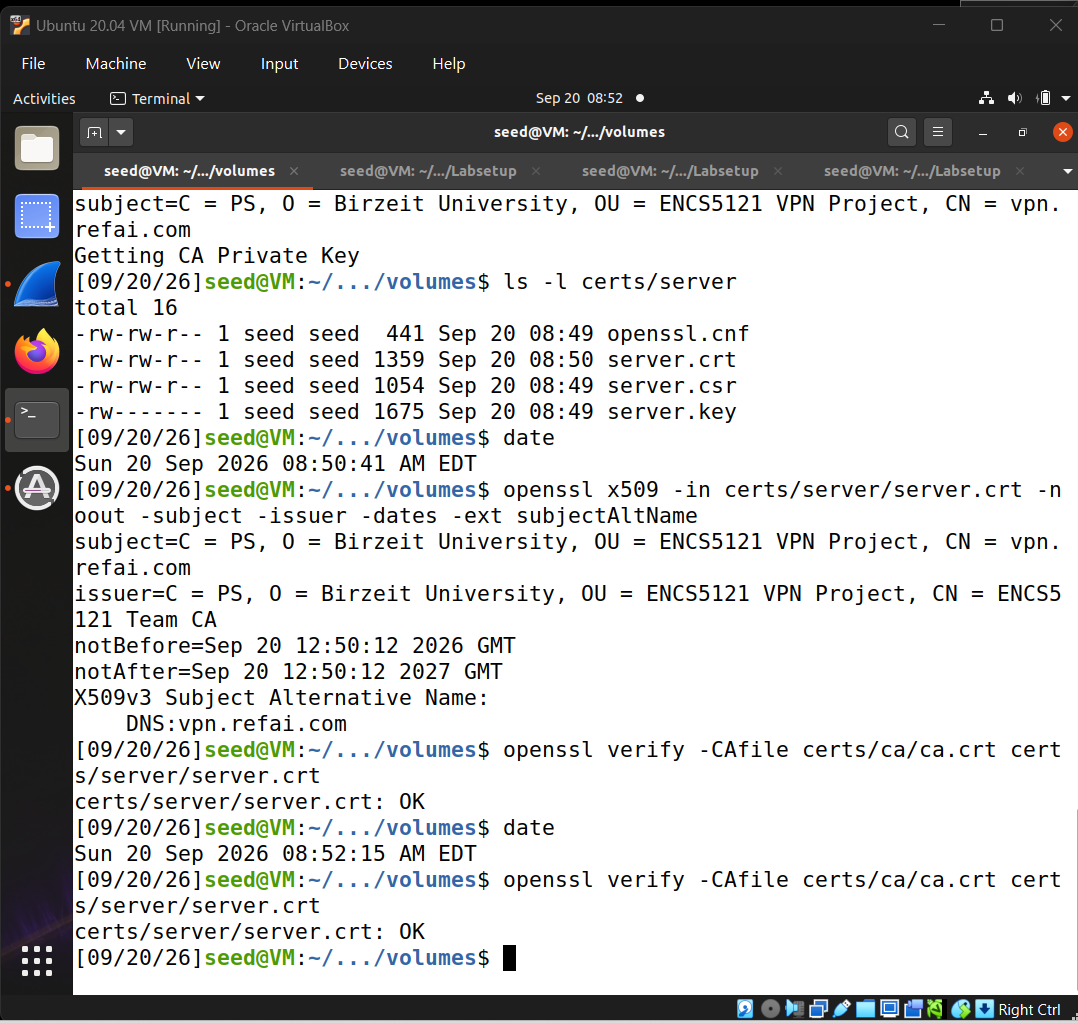 Ubuntu 20.04 VM [Running] - Oracle VirtualBox
File Machine View Input Devices Help
Activities Terminal Sep 20 08:52
seed@VM: ~/.../volumes
seed@VM: ~/.../volumes seed@VM: ~/.../Labsetup seed@VM: ~/.../Labsetup seed@VM: ~/.../Labsetup
subject=C = PS, O = Birzeit University, OU = ENCS5121 VPN Project, CN = vpn.
refai.com
Getting CA Private Key
[09/20/26]seed@VM:~/.../volumes$ ls -l certs/server
total 16
-rw-rw-r-- 1 seed seed  441 Sep 20 08:49 openssl.cnf
-rw-rw-r-- 1 seed seed 1359 Sep 20 08:50 server.crt
-rw-rw-r-- 1 seed seed 1054 Sep 20 08:49 server.csr
-rw------- 1 seed seed 1675 Sep 20 08:49 server.key
[09/20/26]seed@VM:~/.../volumes$ date
Sun 20 Sep 2026 08:50:41 AM EDT
[09/20/26]seed@VM:~/.../volumes$ openssl x509 -in certs/server/server.crt -n
oout -subject -issuer -dates -ext subjectAltName
subject=C = PS, O = Birzeit University, OU = ENCS5121 VPN Project, CN = vpn.
refai.com
issuer=C = PS, O = Birzeit University, OU = ENCS5121 VPN Project, CN = ENCS5
121 Team CA
notBefore=Sep 20 12:50:12 2026 GMT
notAfter=Sep 20 12:50:12 2027 GMT
X509v3 Subject Alternative Name:
    DNS:vpn.refai.com
[09/20/26]seed@VM:~/.../volumes$ openssl verify -CAfile certs/ca/ca.crt cert
s/server/server.crt
certs/server/server.crt: OK
[09/20/26]seed@VM:~/.../volumes$ date
Sun 20 Sep 2026 08:52:15 AM EDT
[09/20/26]seed@VM:~/.../volumes$ openssl verify -CAfile certs/ca/ca.crt cert
s/server/server.crt
certs/server/server.crt: OK
[09/20/26]seed@VM:~/.../volumes$
Right Ctrl